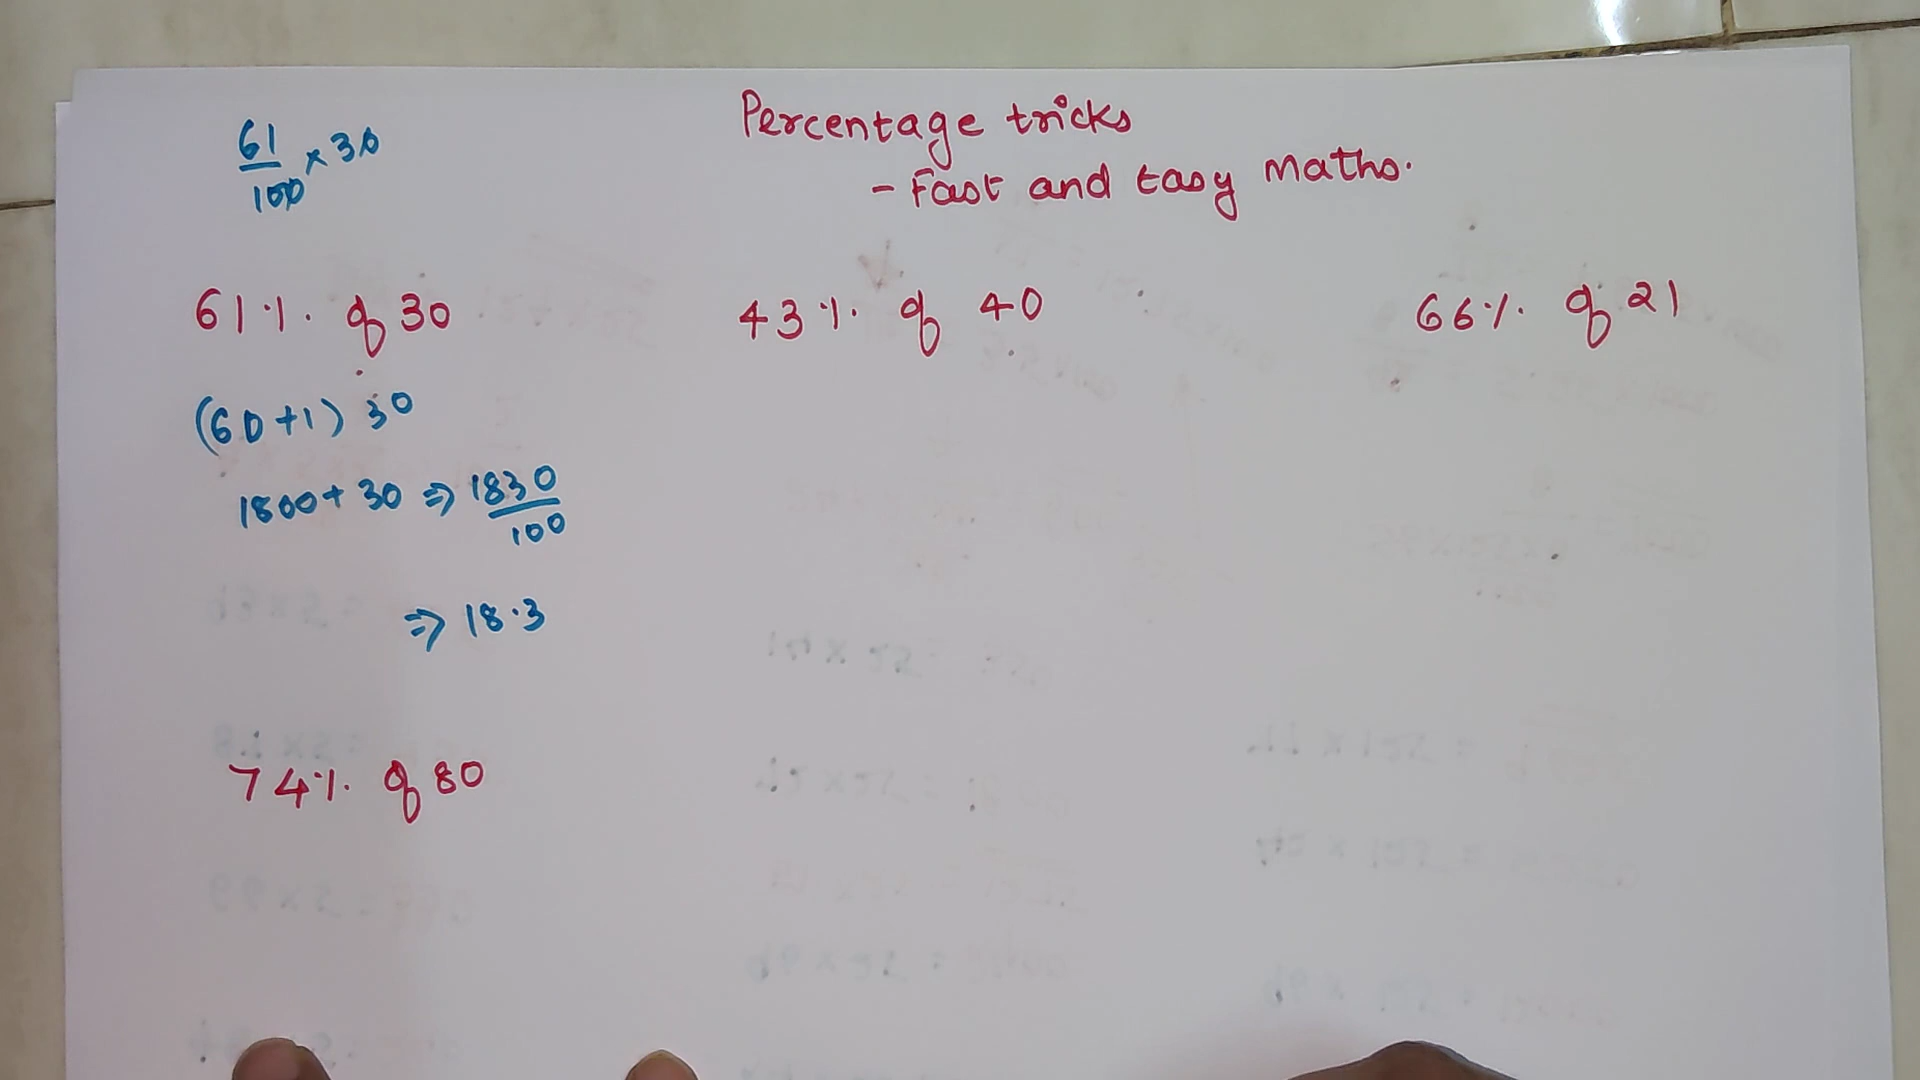 Percentage tricks
- Fast and Easy Maths.
61/100 × 30
61%. of 30
43%. of 40
66%. of 21
(60+1) 30
1800+ 30 ⇒ 1830/100
⇒ 18.3
74%. of 80